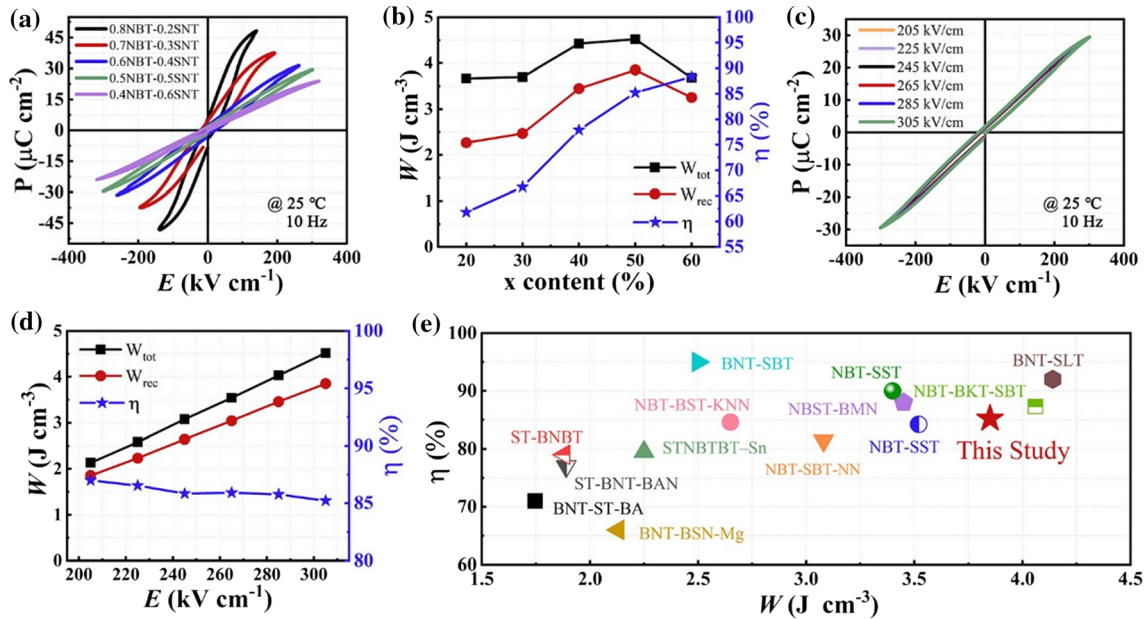 (a)
0.8NBT-0.2SNT
0.7NBT-0.3SNT
0.6NBT-0.4SNT
0.5NBT-0.5SNT
0.4NBT-0.6SNT
45
30
15
0
-15
-30
-45
P (μC cm⁻²)
@ 25 ℃
10 Hz
-400 -200 0 200 400
E (kV cm⁻¹)
(b)
5
4
3
2
1
0
W (J cm⁻³)
W_tot
W_rec
η
100
95
90
85
80
75
70
65
60
55
η (%)
20 30 40 50 60
x content (%)
(c)
205 kV/cm
225 kV/cm
245 kV/cm
265 kV/cm
285 kV/cm
305 kV/cm
30
20
10
0
-10
-20
-30
P (μC cm⁻²)
@ 25 ℃
10 Hz
-400 -200 0 200 400
E (kV cm⁻¹)
(d)
5
4
3
2
1
0
W (J cm⁻³)
W_tot
W_rec
η
100
95
90
85
80
η (%)
200 220 240 260 280 300
E (kV cm⁻¹)
(e)
100
90
80
70
60
η (%)
BNT-SBT
BNT-SLT
NBT-SST
NBT-BKT-SBT
NBT-BST-KNN
NBST-BMN
ST-BNBT
STNBTBT–Sn
NBT-SST
This Study
NBT-SBT-NN
ST-BNT-BAN
BNT-ST-BA
BNT-BSN-Mg
1.5 2.0 2.5 3.0 3.5 4.0 4.5
W (J cm⁻³)